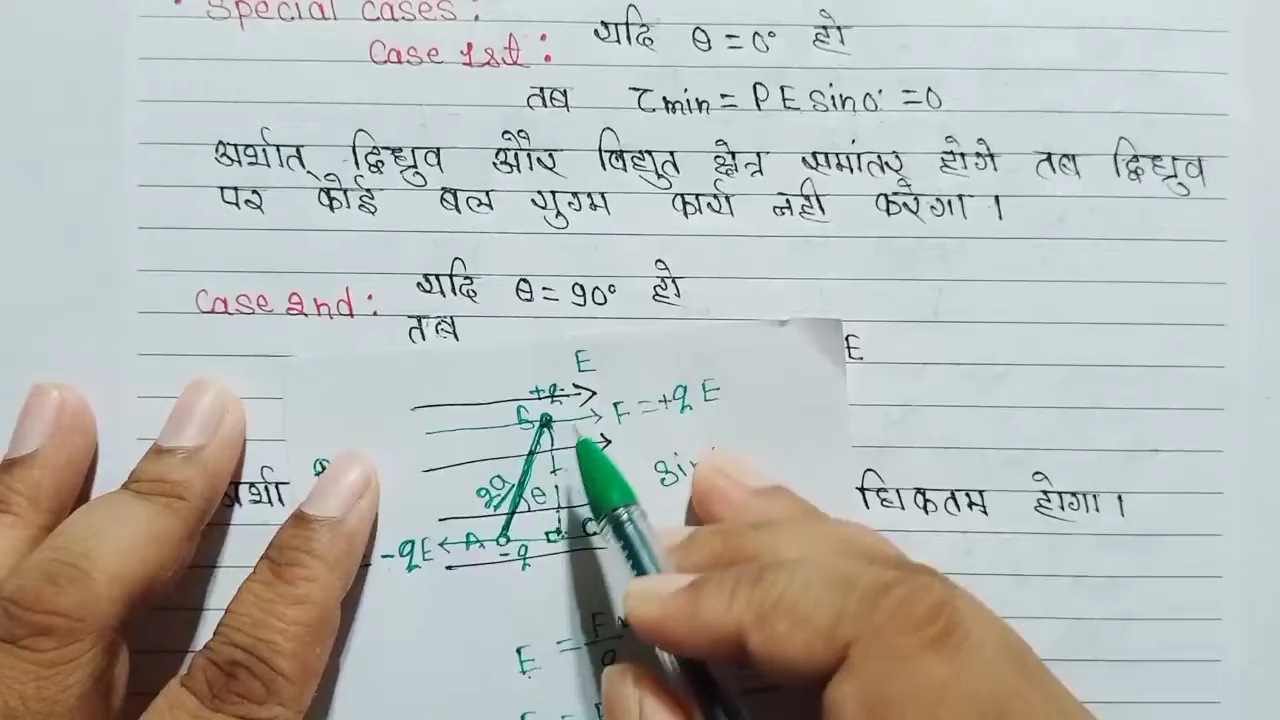 Special cases:
Case 1st: यदि θ = 0° हो
तब τmin = PE sin0° = 0
अर्थात् द्विध्रुव और विद्युत क्षेत्र समांतर होगे तब द्विध्रुव
पर कोई बल युग्म कार्य नही करेगा।
Case 2nd: यदि θ = 90° हो
तब
E
E
+q
F = +qE
2a θ
-qE A -q C
E = F